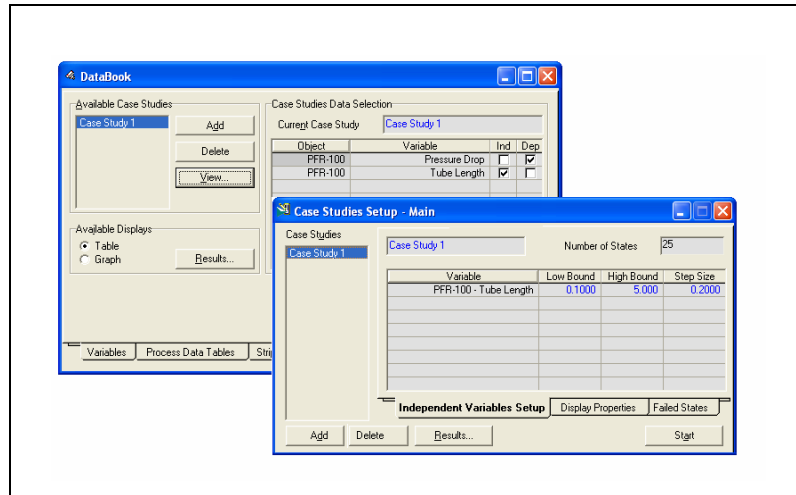 DataBook
Available Case Studies
Case Study 1
Add
Delete
View...
Available Displays
Table
Graph
Results...
Case Studies Data Selection
Current Case Study Case Study 1
Object Variable Ind Dep
PFR-100 Pressure Drop
PFR-100 Tube Length
Variables Process Data Tables
Case Studies Setup - Main
Case Studies
Case Study 1
Case Study 1 Number of States 25
Variable Low Bound High Bound Step Size
PFR-100 - Tube Length 0.1000 5.000 0.2000
Independent Variables Setup Display Properties Failed States
Add Delete Results... Start